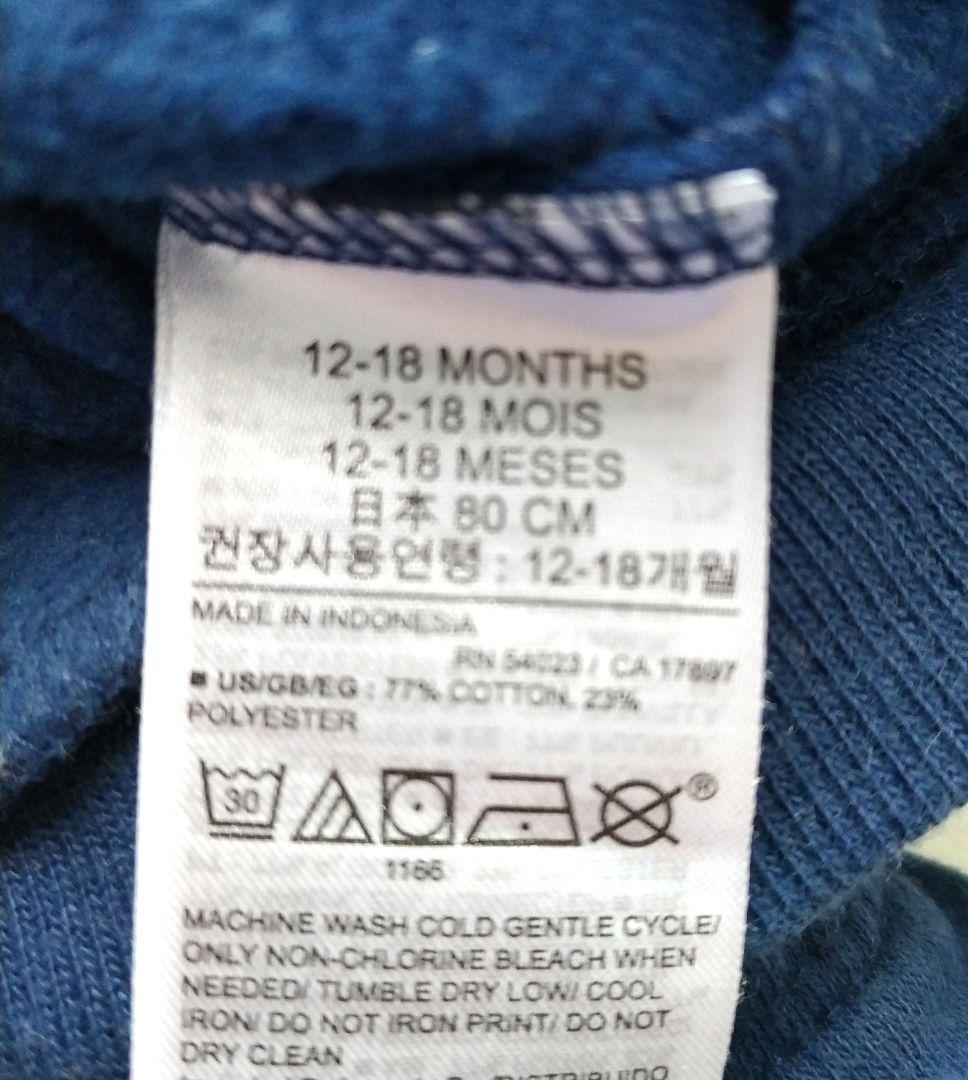 12-18 MONTHS
12-18 MOIS
12-18 MESES
日本 80 CM
권장사용연령 : 12-18개월
MADE IN INDONESIA
RN 54023 / CA 17897
■ US/GB/EG : 77% COTTON, 23%
POLYESTER
30
®
1166
MACHINE WASH COLD GENTLE CYCLE/
ONLY NON-CHLORINE BLEACH WHEN
NEEDED/ TUMBLE DRY LOW/ COOL
IRON/ DO NOT IRON PRINT/ DO NOT
DRY CLEAN